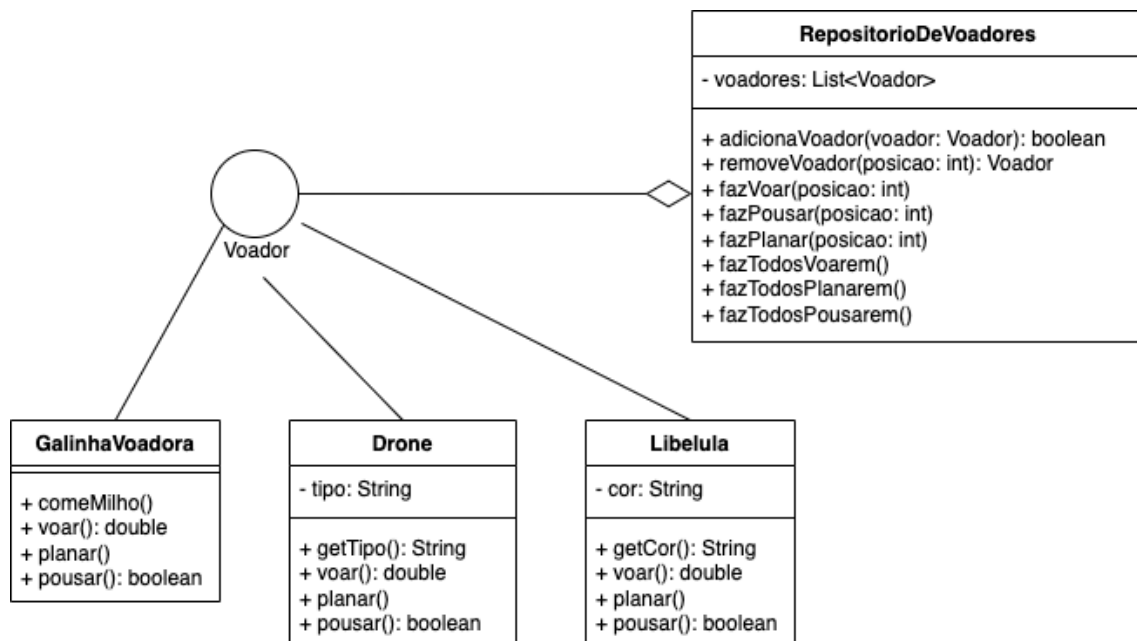 RepositorioDeVoadores
- voadores: List<Voador>
+ adicionaVoador(voador: Voador): boolean
+ removeVoador(posicao: int): Voador
+ fazVoar(posicao: int)
+ fazPousar(posicao: int)
+ fazPlanar(posicao: int)
+ fazTodosVoarem()
+ fazTodosPlanarem()
+ fazTodosPousarem()
Voador
GalinhaVoadora
+ comeMilho()
+ voar(): double
+ planar()
+ pousar(): boolean
Drone
- tipo: String
+ getTipo(): String
+ voar(): double
+ planar()
+ pousar(): boolean
Libelula
- cor: String
+ getCor(): String
+ voar(): double
+ planar()
+ pousar(): boolean